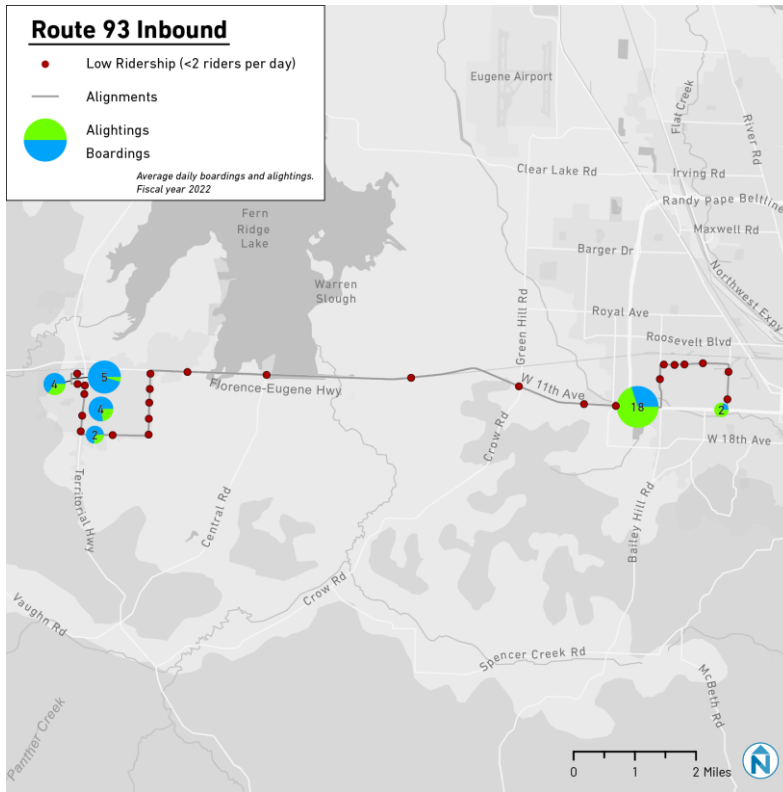 Route 93 Inbound
Low Ridership (<2 riders per day)
Alignments
Alightings
Boardings
Average daily boardings and alightings.
Fiscal year 2022
Eugene Airport
Flat Creek
River Rd
Clear Lake Rd
Irving Rd
Randy Pape Beltline
Maxwell Rd
Fern
Ridge
Lake
Barger Dr
Northwest Expy
Warren
Slough
Green Hill Rd
Royal Ave
Roosevelt Blvd
5
4
Florence-Eugene Hwy
W 11th Ave
4
18
2
2
W 18th Ave
Crow Rd
Territorial Hwy
Central Rd
Bailey Hill Rd
Crow Rd
Vaughn Rd
Spencer Creek Rd
McBeth Rd
Panther Creek
0 1 2 Miles
N